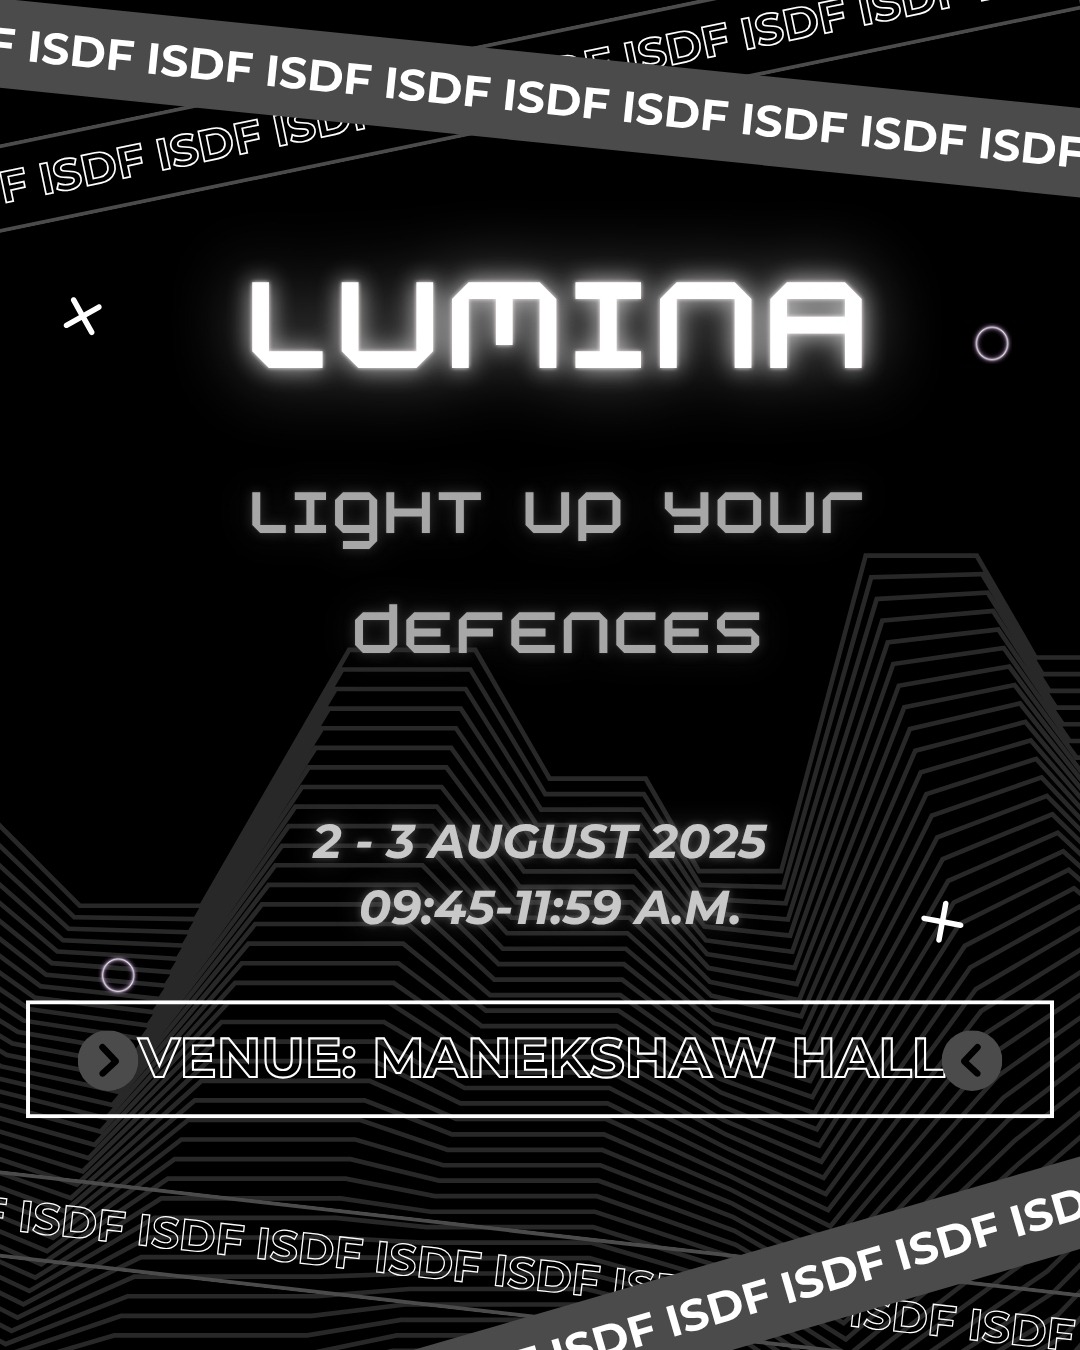 F ISDF ISDF ISDF ISDF ISDF ISDF ISDF ISDF ISDF
F ISDF ISDF ISDF ISDF ISDF ISDF
LUMINA
LIgHT Up YOUr
dEFENCES
2 - 3 AUGUST 2025
09:45-11:59 A.M.
VENUE: MANEKSHAW HALL
F ISDF ISDF ISDF ISDF ISDF ISDF ISDF
ISDF ISDF ISDF ISDF ISD